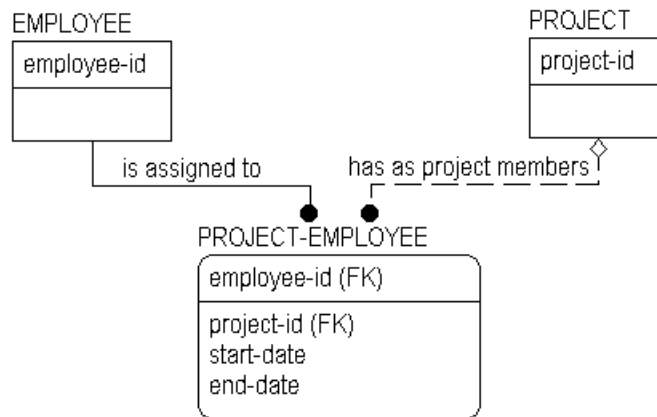 EMPLOYEE
employee-id
PROJECT
project-id
is assigned to
has as project members
PROJECT-EMPLOYEE
employee-id (FK)
project-id (FK)
start-date
end-date